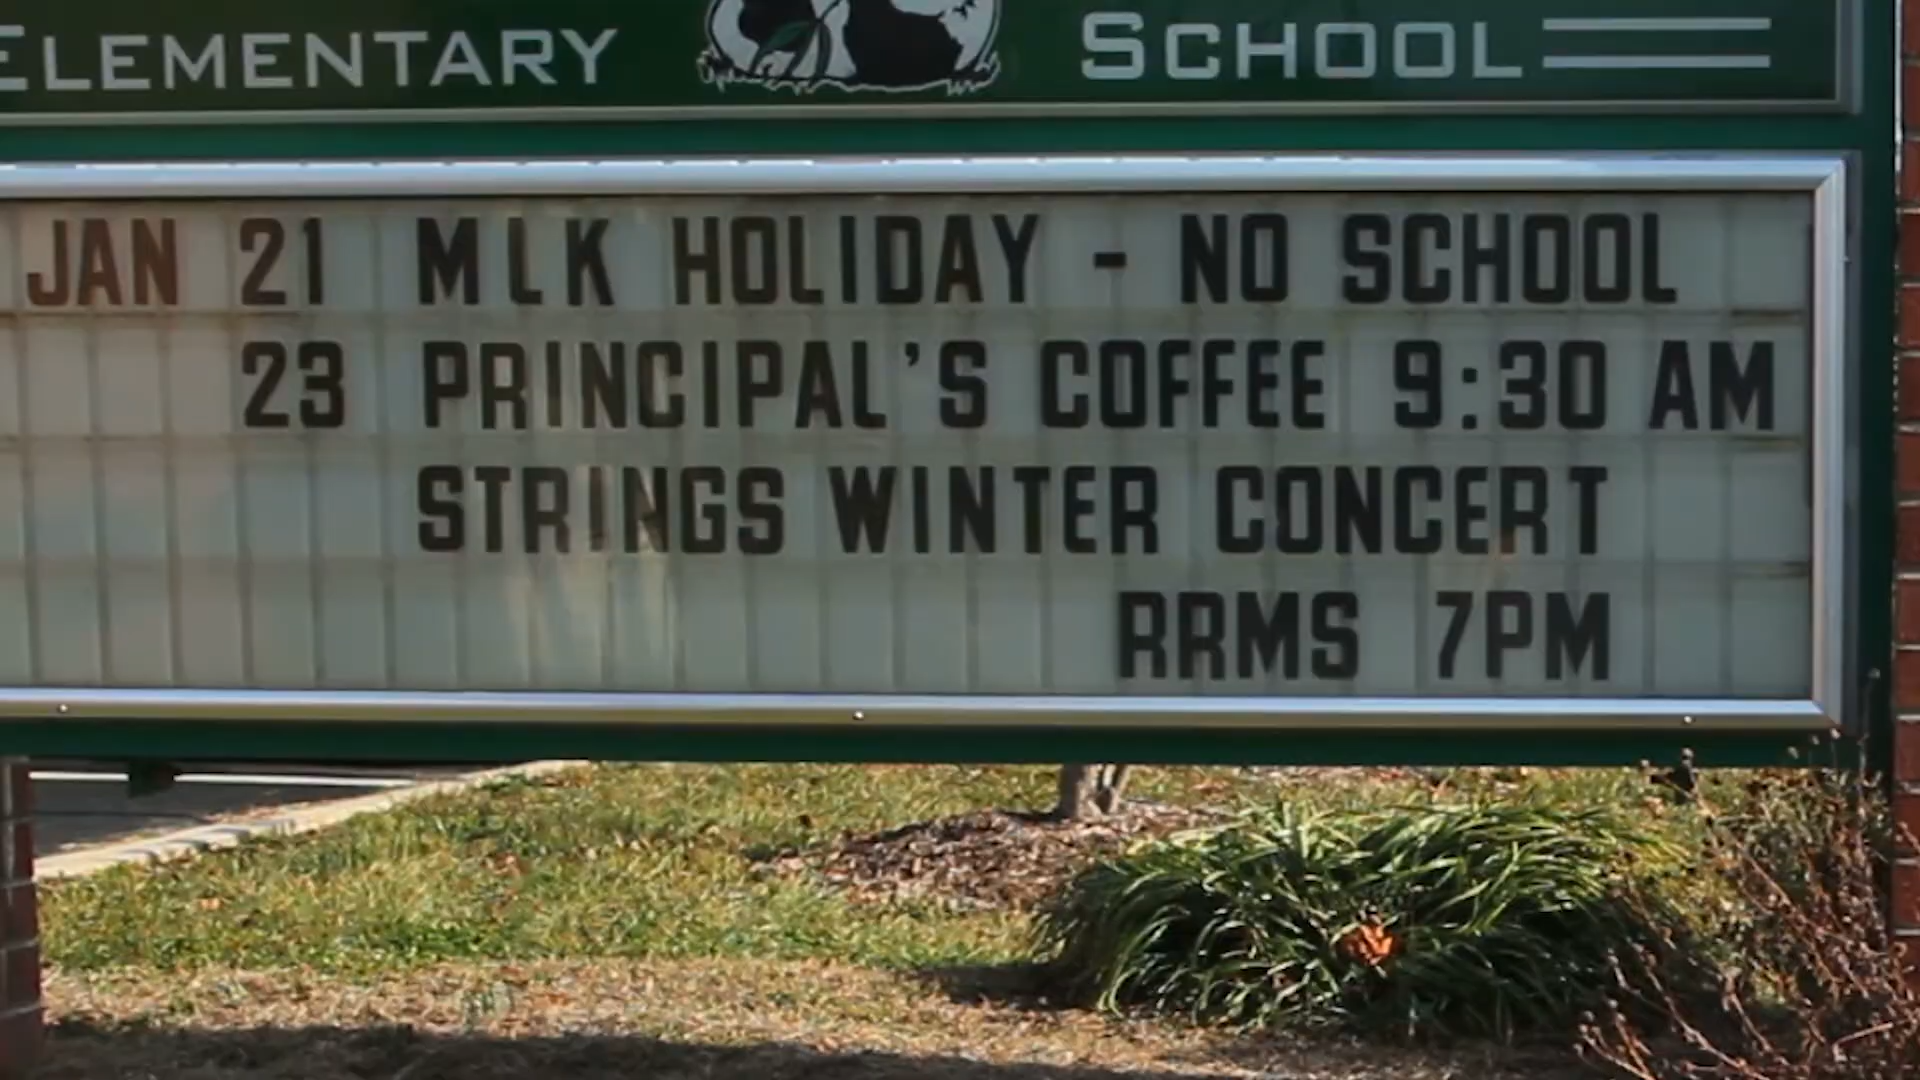 ELEMENTARY SCHOOL
JAN 21 MLK HOLIDAY - NO SCHOOL
23 PRINCIPAL'S COFFEE 9:30 AM
STRINGS WINTER CONCERT
RRMS 7PM